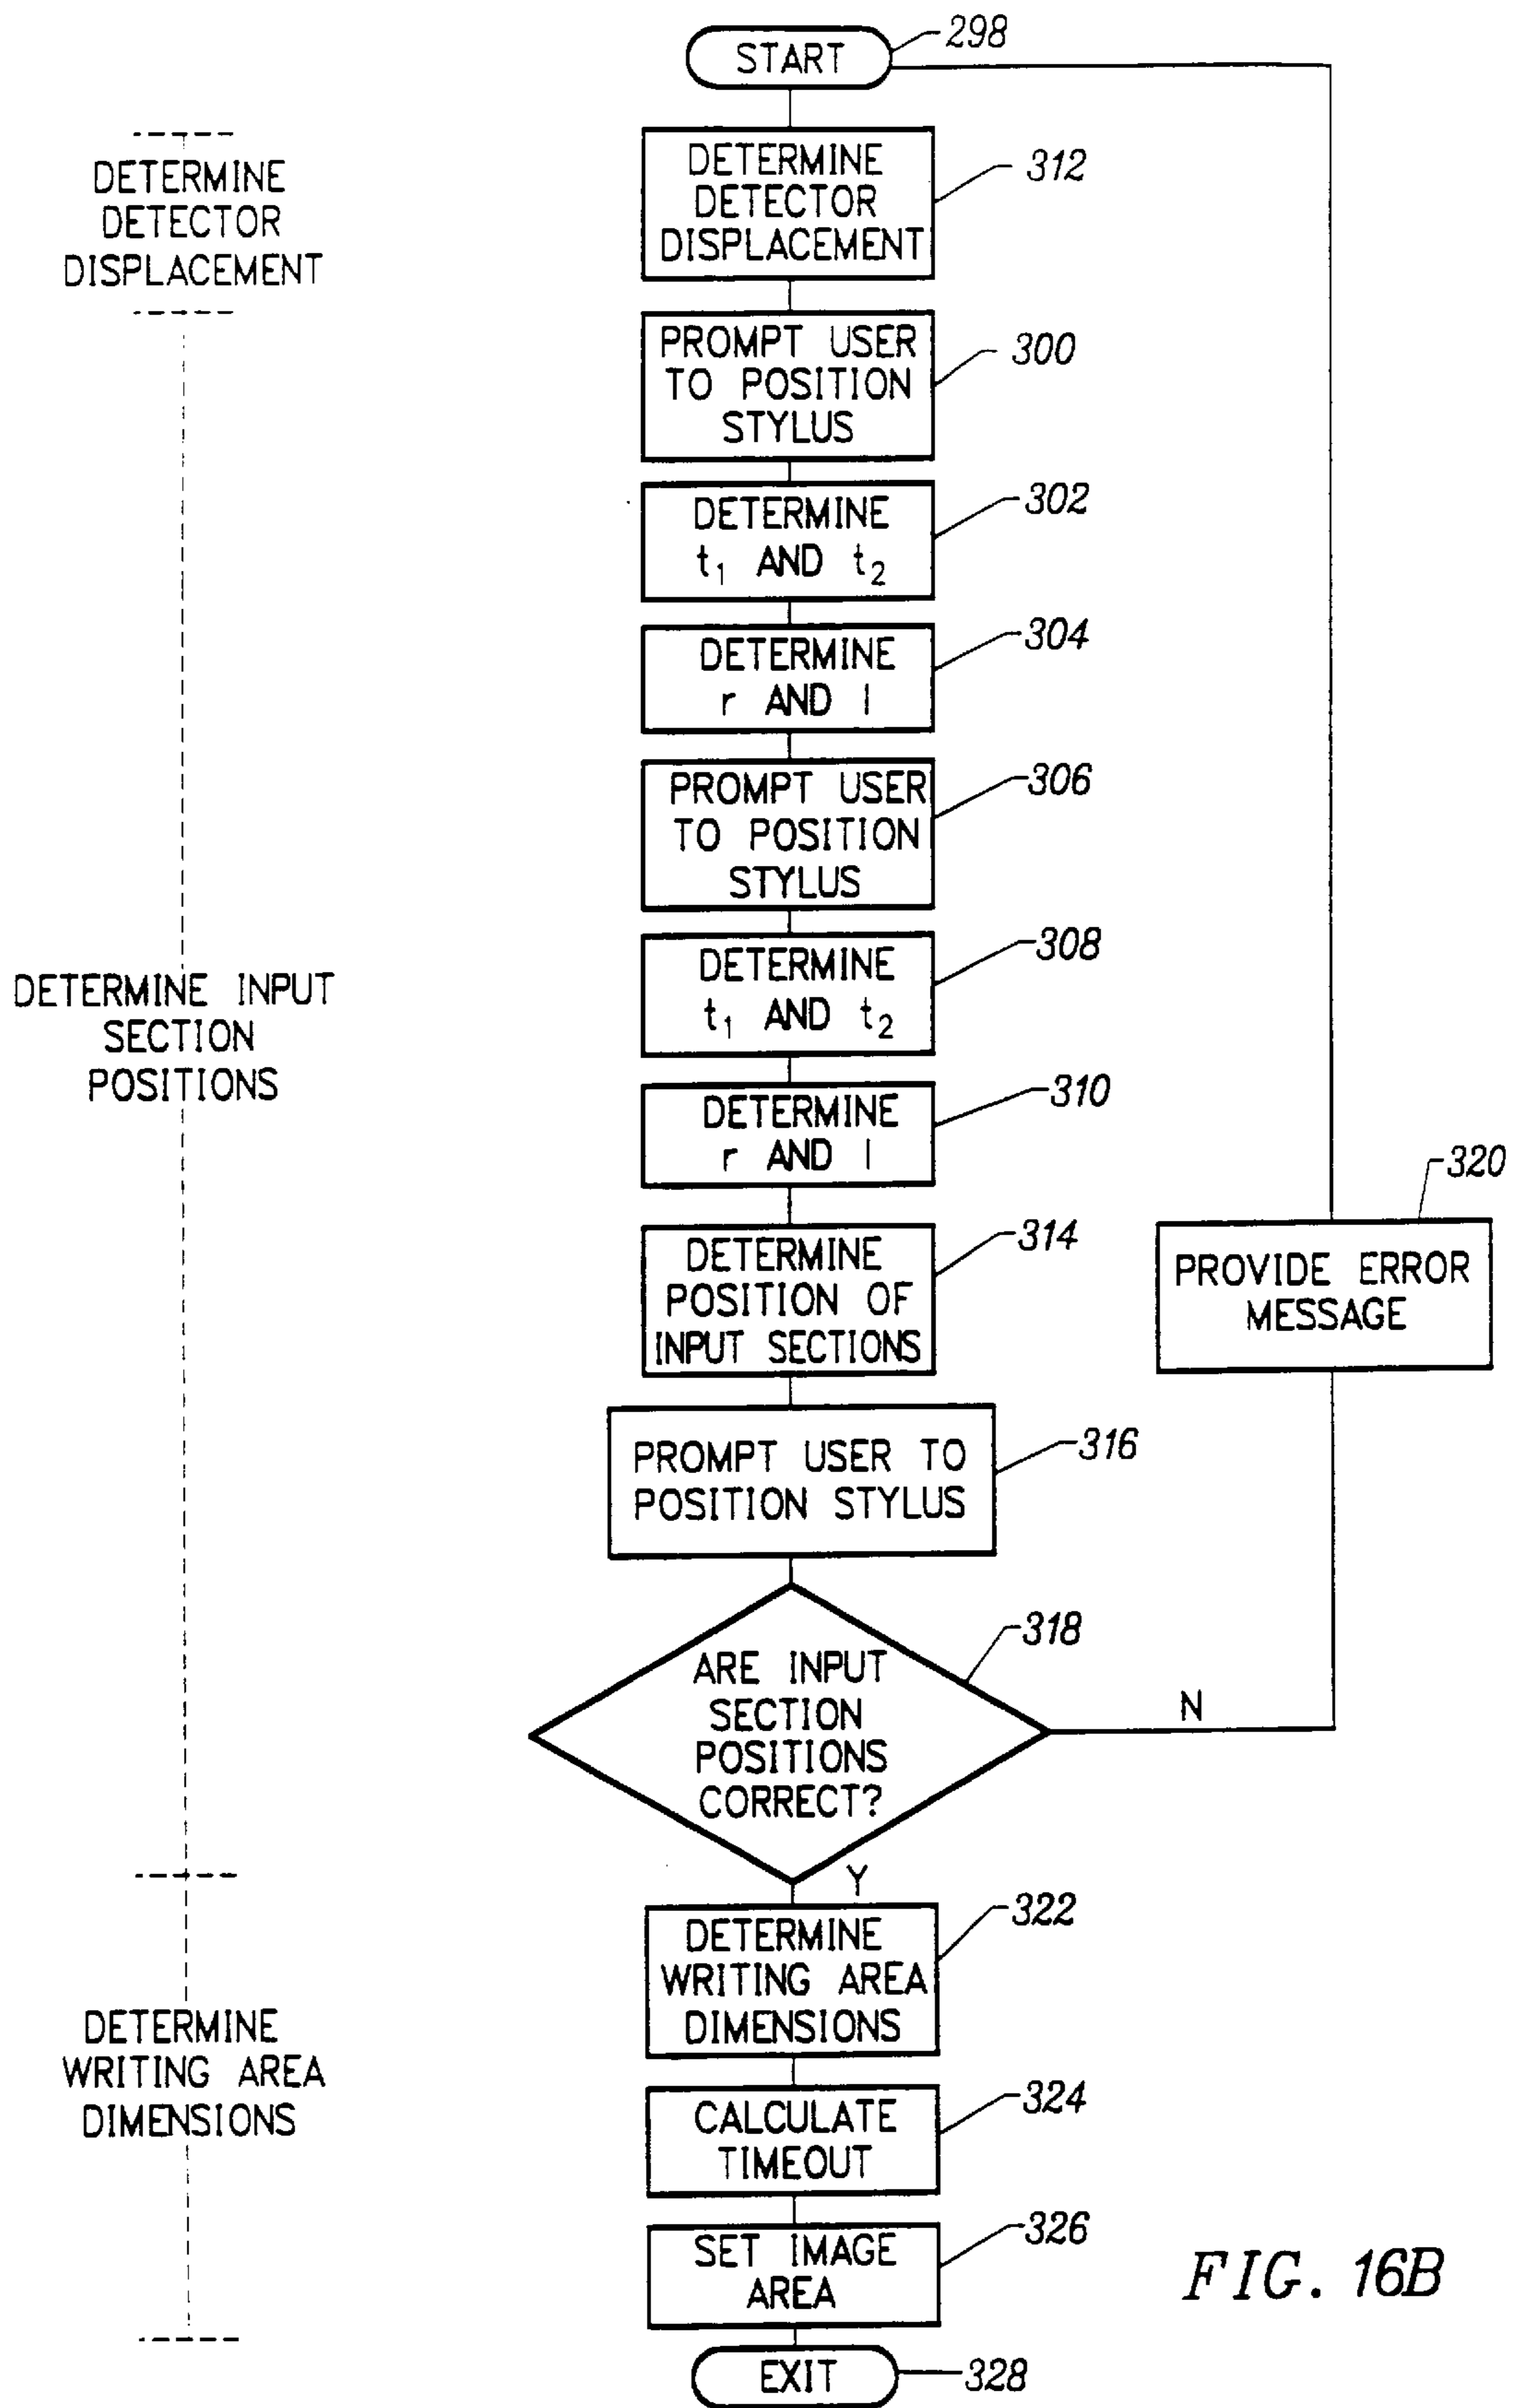 START
298
DETERMINE
DETECTOR
DISPLACEMENT
DETERMINE
DETECTOR
DISPLACEMENT
312
PROMPT USER
TO POSITION
STYLUS
300
DETERMINE
t₁ AND t₂
302
DETERMINE
r AND l
304
PROMPT USER
TO POSITION
STYLUS
306
DETERMINE INPUT
SECTION
POSITIONS
DETERMINE
t₁ AND t₂
308
DETERMINE
r AND l
310
DETERMINE
POSITION OF
INPUT SECTIONS
314
PROVIDE ERROR
MESSAGE
320
PROMPT USER TO
POSITION STYLUS
316
ARE INPUT
SECTION
POSITIONS
CORRECT?
318
N
Y
DETERMINE
WRITING AREA
DIMENSIONS
DETERMINE
WRITING AREA
DIMENSIONS
322
CALCULATE
TIMEOUT
324
SET IMAGE
AREA
326
EXIT
328
FIG. 16B